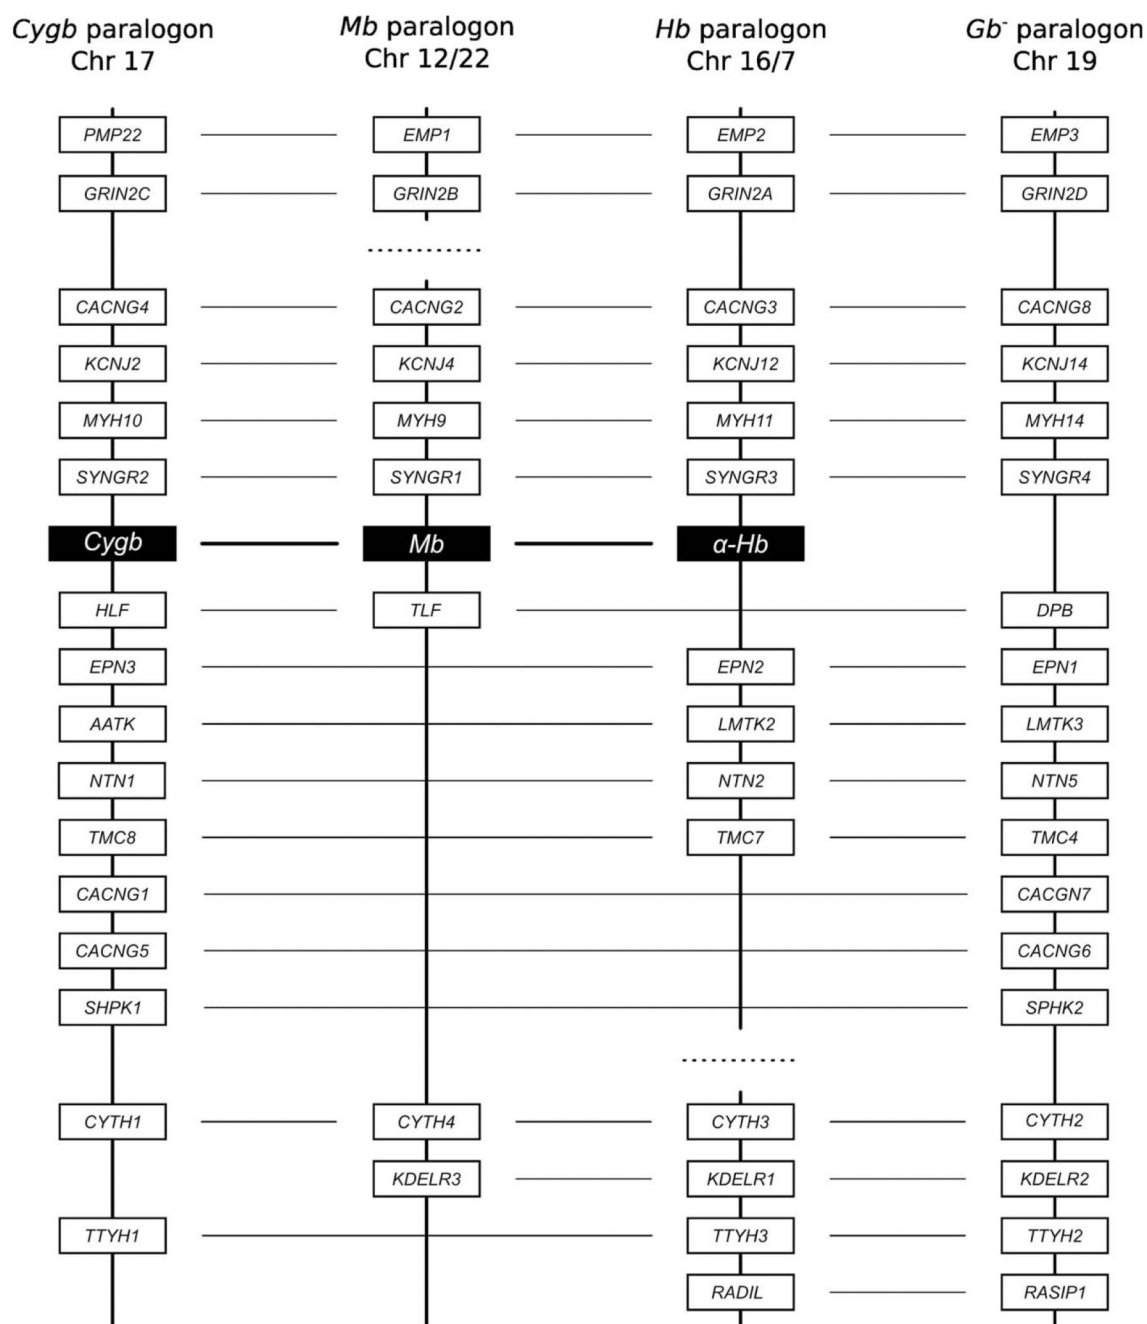 Cygb paralogon Mb paralogon Hb paralogon Gb⁻ paralogon
Chr 17 Chr 12/22 Chr 16/7 Chr 19
PMP22 EMP1 EMP2 EMP3
GRIN2C GRIN2B GRIN2A GRIN2D
CACNG4 CACNG2 CACNG3 CACNG8
KCNJ2 KCNJ4 KCNJ12 KCNJ14
MYH10 MYH9 MYH11 MYH14
SYNGR2 SYNGR1 SYNGR3 SYNGR4
Cygb Mb α-Hb
HLF TLF DPB
EPN3 EPN2 EPN1
AATK LMTK2 LMTK3
NTN1 NTN2 NTN5
TMC8 TMC7 TMC4
CACNG1 CACGN7
CACNG5 CACNG6
SHPK1 SPHK2
CYTH1 CYTH4 CYTH3 CYTH2
KDELR3 KDELR1 KDELR2
TTYH1 TTYH3 TTYH2
RADIL RASIP1